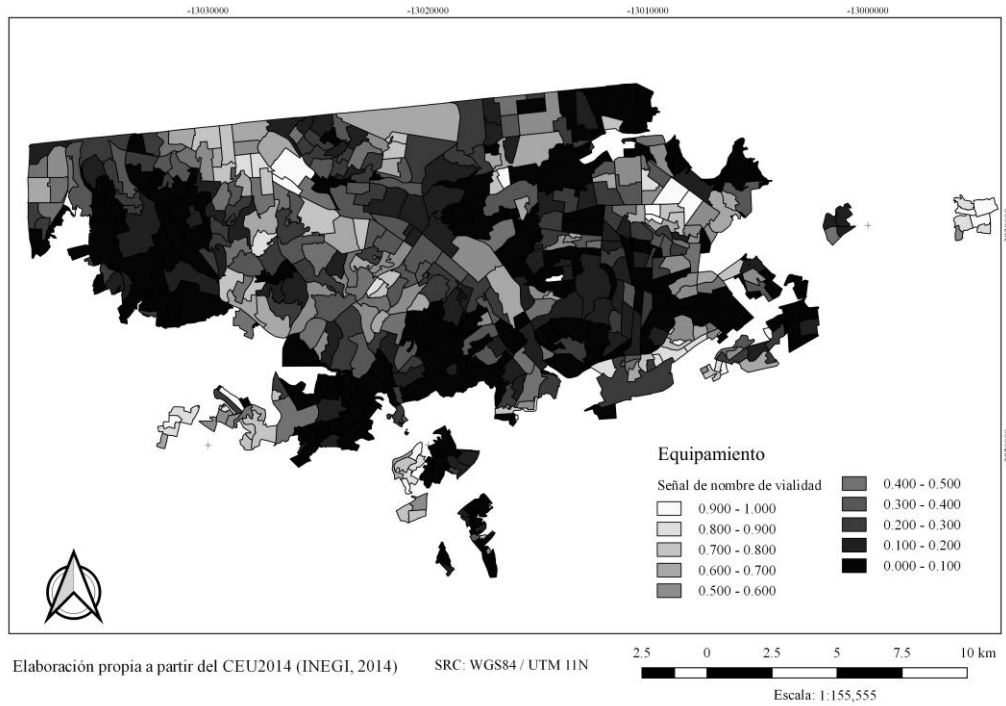 -13030000 -13020000 -13010000 -13000000
Equipamiento
Señal de nombre de vialidad
0.900 - 1.000
0.800 - 0.900
0.700 - 0.800
0.600 - 0.700
0.500 - 0.600
0.400 - 0.500
0.300 - 0.400
0.200 - 0.300
0.100 - 0.200
0.000 - 0.100
Elaboración propia a partir del CEU2014 (INEGI, 2014)
SRC: WGS84 / UTM 11N
2.5 0 2.5 5 7.5 10 km
Escala: 1:155,555